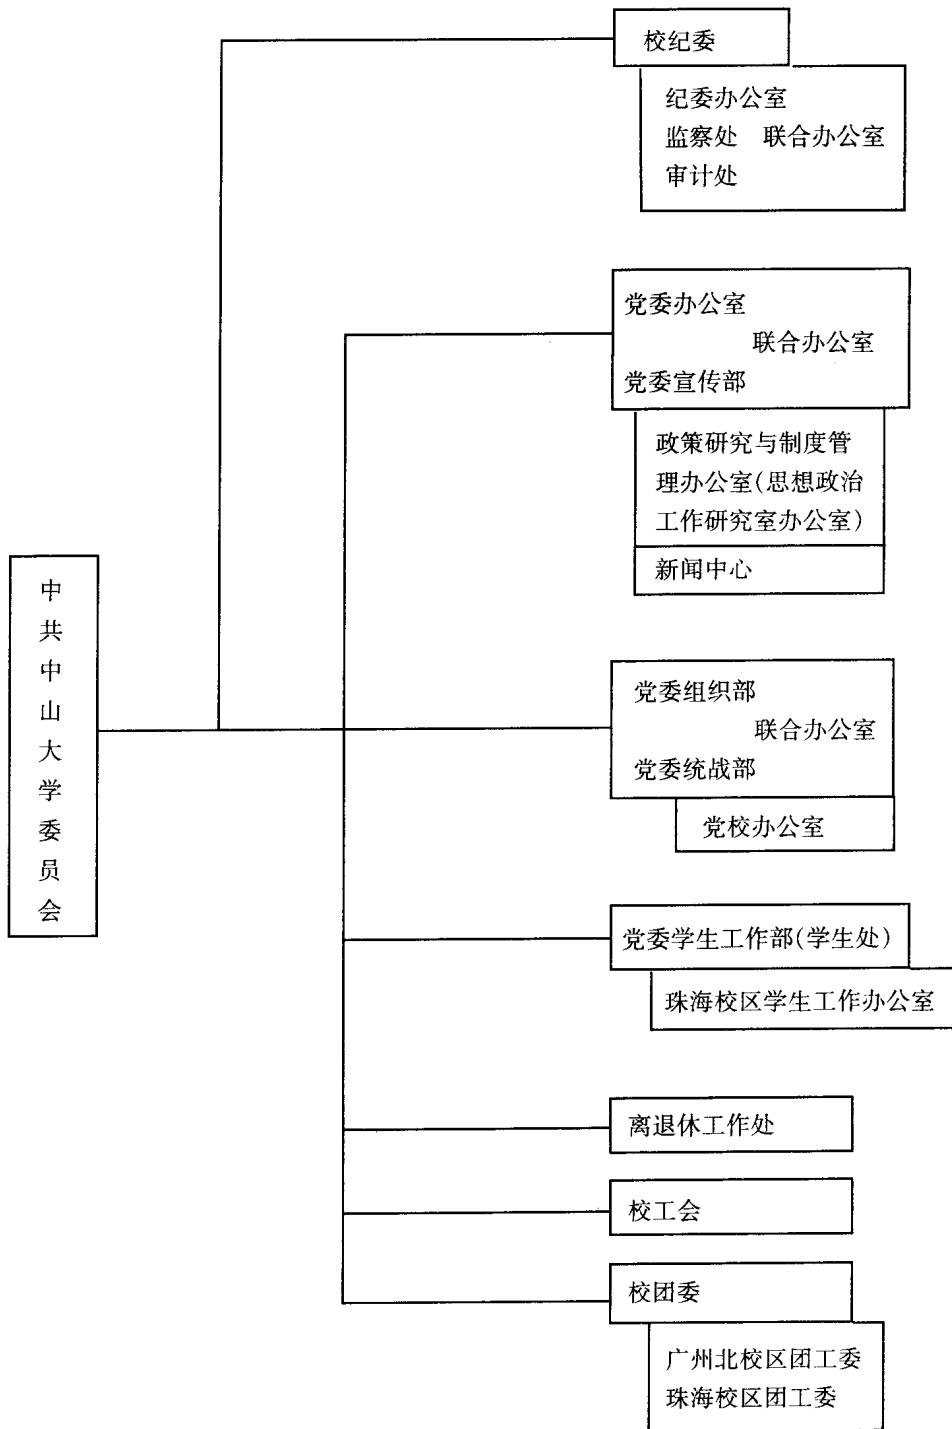 校纪委
纪委办公室
监察处 联合办公室
审计处
党委办公室
联合办公室
党委宣传部
政策研究与制度管
理办公室(思想政治
工作研究室办公室)
新闻中心
中共中山大学委员会
党委组织部
联合办公室
党委统战部
党校办公室
党委学生工作部(学生处)
珠海校区学生工作办公室
离退休工作处
校工会
校团委
广州北校区团工委
珠海校区团工委